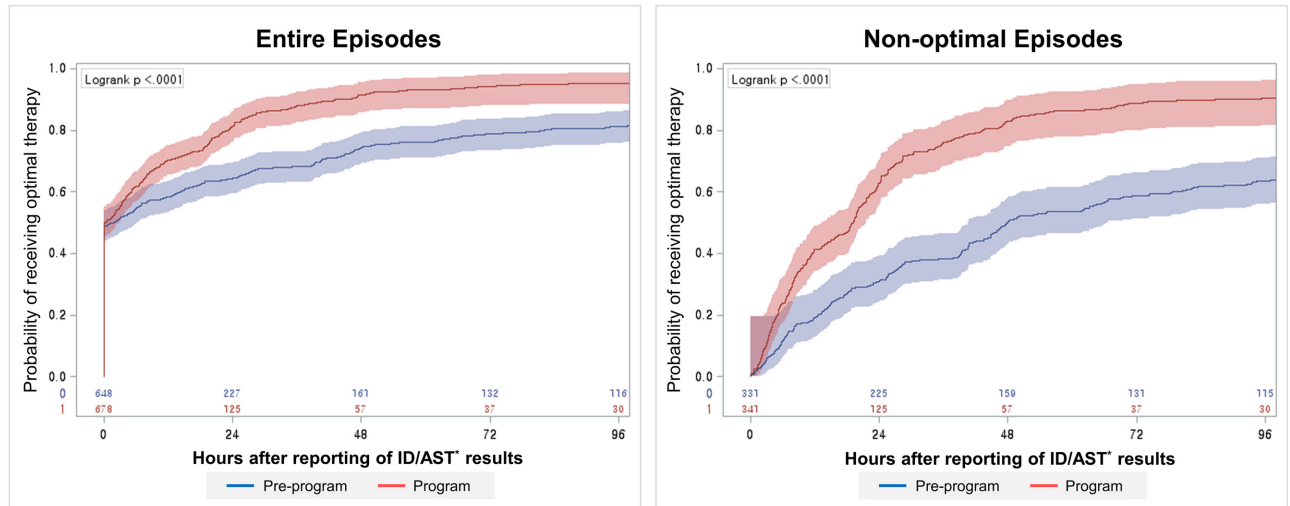 Entire Episodes
Logrank p <.0001
Probability of receiving optimal therapy
1.0
0.8
0.6
0.4
0.2
0.0
0 648 227 161 132 116
1 678 125 57 37 30
0 24 48 72 96
Hours after reporting of ID/AST* results
Pre-program Program
Non-optimal Episodes
Logrank p <.0001
Probability of receiving optimal therapy
1.0
0.8
0.6
0.4
0.2
0.0
0 331 225 159 131 115
1 341 125 57 37 30
0 24 48 72 96
Hours after reporting of ID/AST* results
Pre-program Program